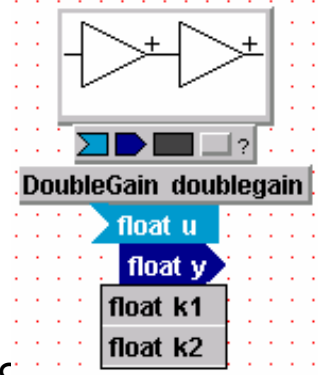 + +
?
DoubleGain doublegain
float u
float y
float k1
float k2